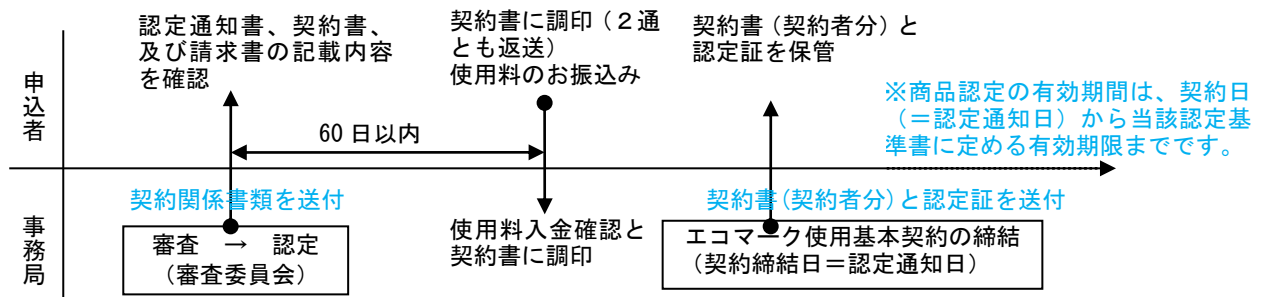 認定通知書、契約書、
及び請求書の記載内容
を確認
契約書に調印（２通
とも返送）
使用料のお振込み
契約書（契約者分）と
認定証を保管
申込者
※商品認定の有効期間は、契約日
（＝認定通知日）から当該認定基
準書に定める有効期限までです。
60 日以内
契約関係書類を送付
契約書（契約者分）と認定証を送付
事務局
審査　→　認定
（審査委員会）
使用料入金確認と
契約書に調印
エコマーク使用基本契約の締結
（契約締結日＝認定通知日）